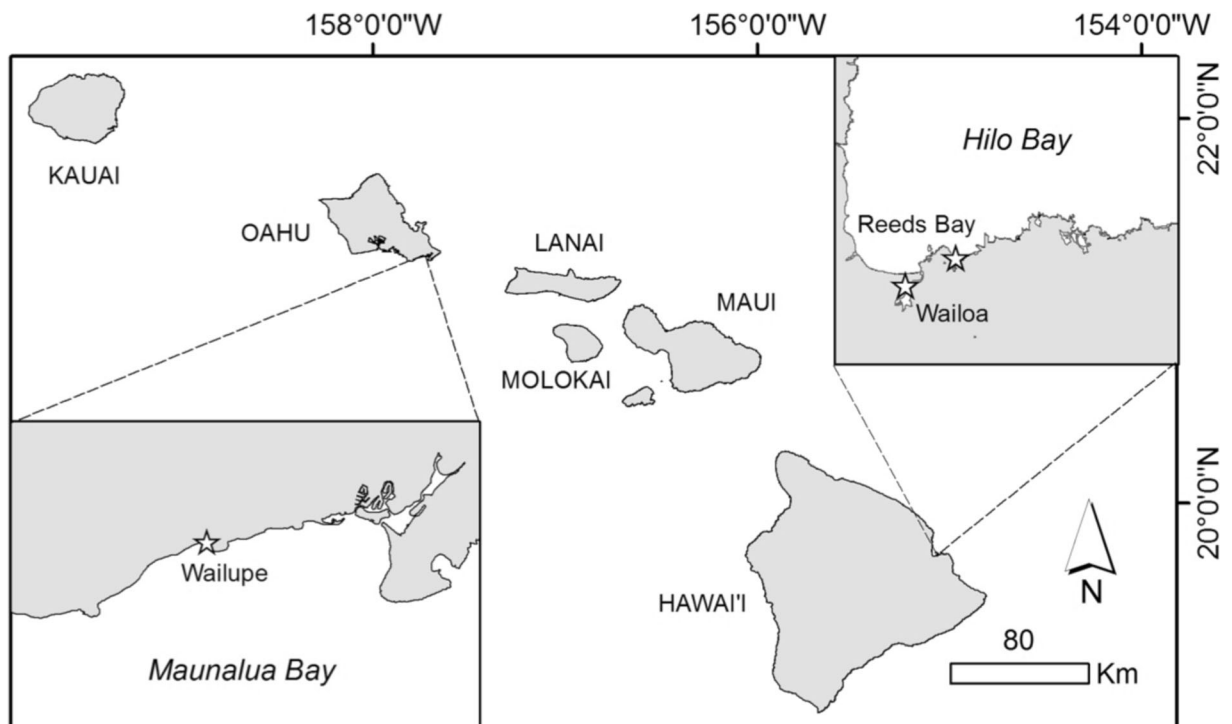 158°0'0"W
156°0'0"W
154°0'0"W
22°0'0"N
Hilo Bay
KAUAI
Reeds Bay
OAHU
LANAI
MAUI
Wailoa
MOLOKAI
20°0'0"N
Wailupe
HAWAI'I
N
80
Km
Maunalua Bay